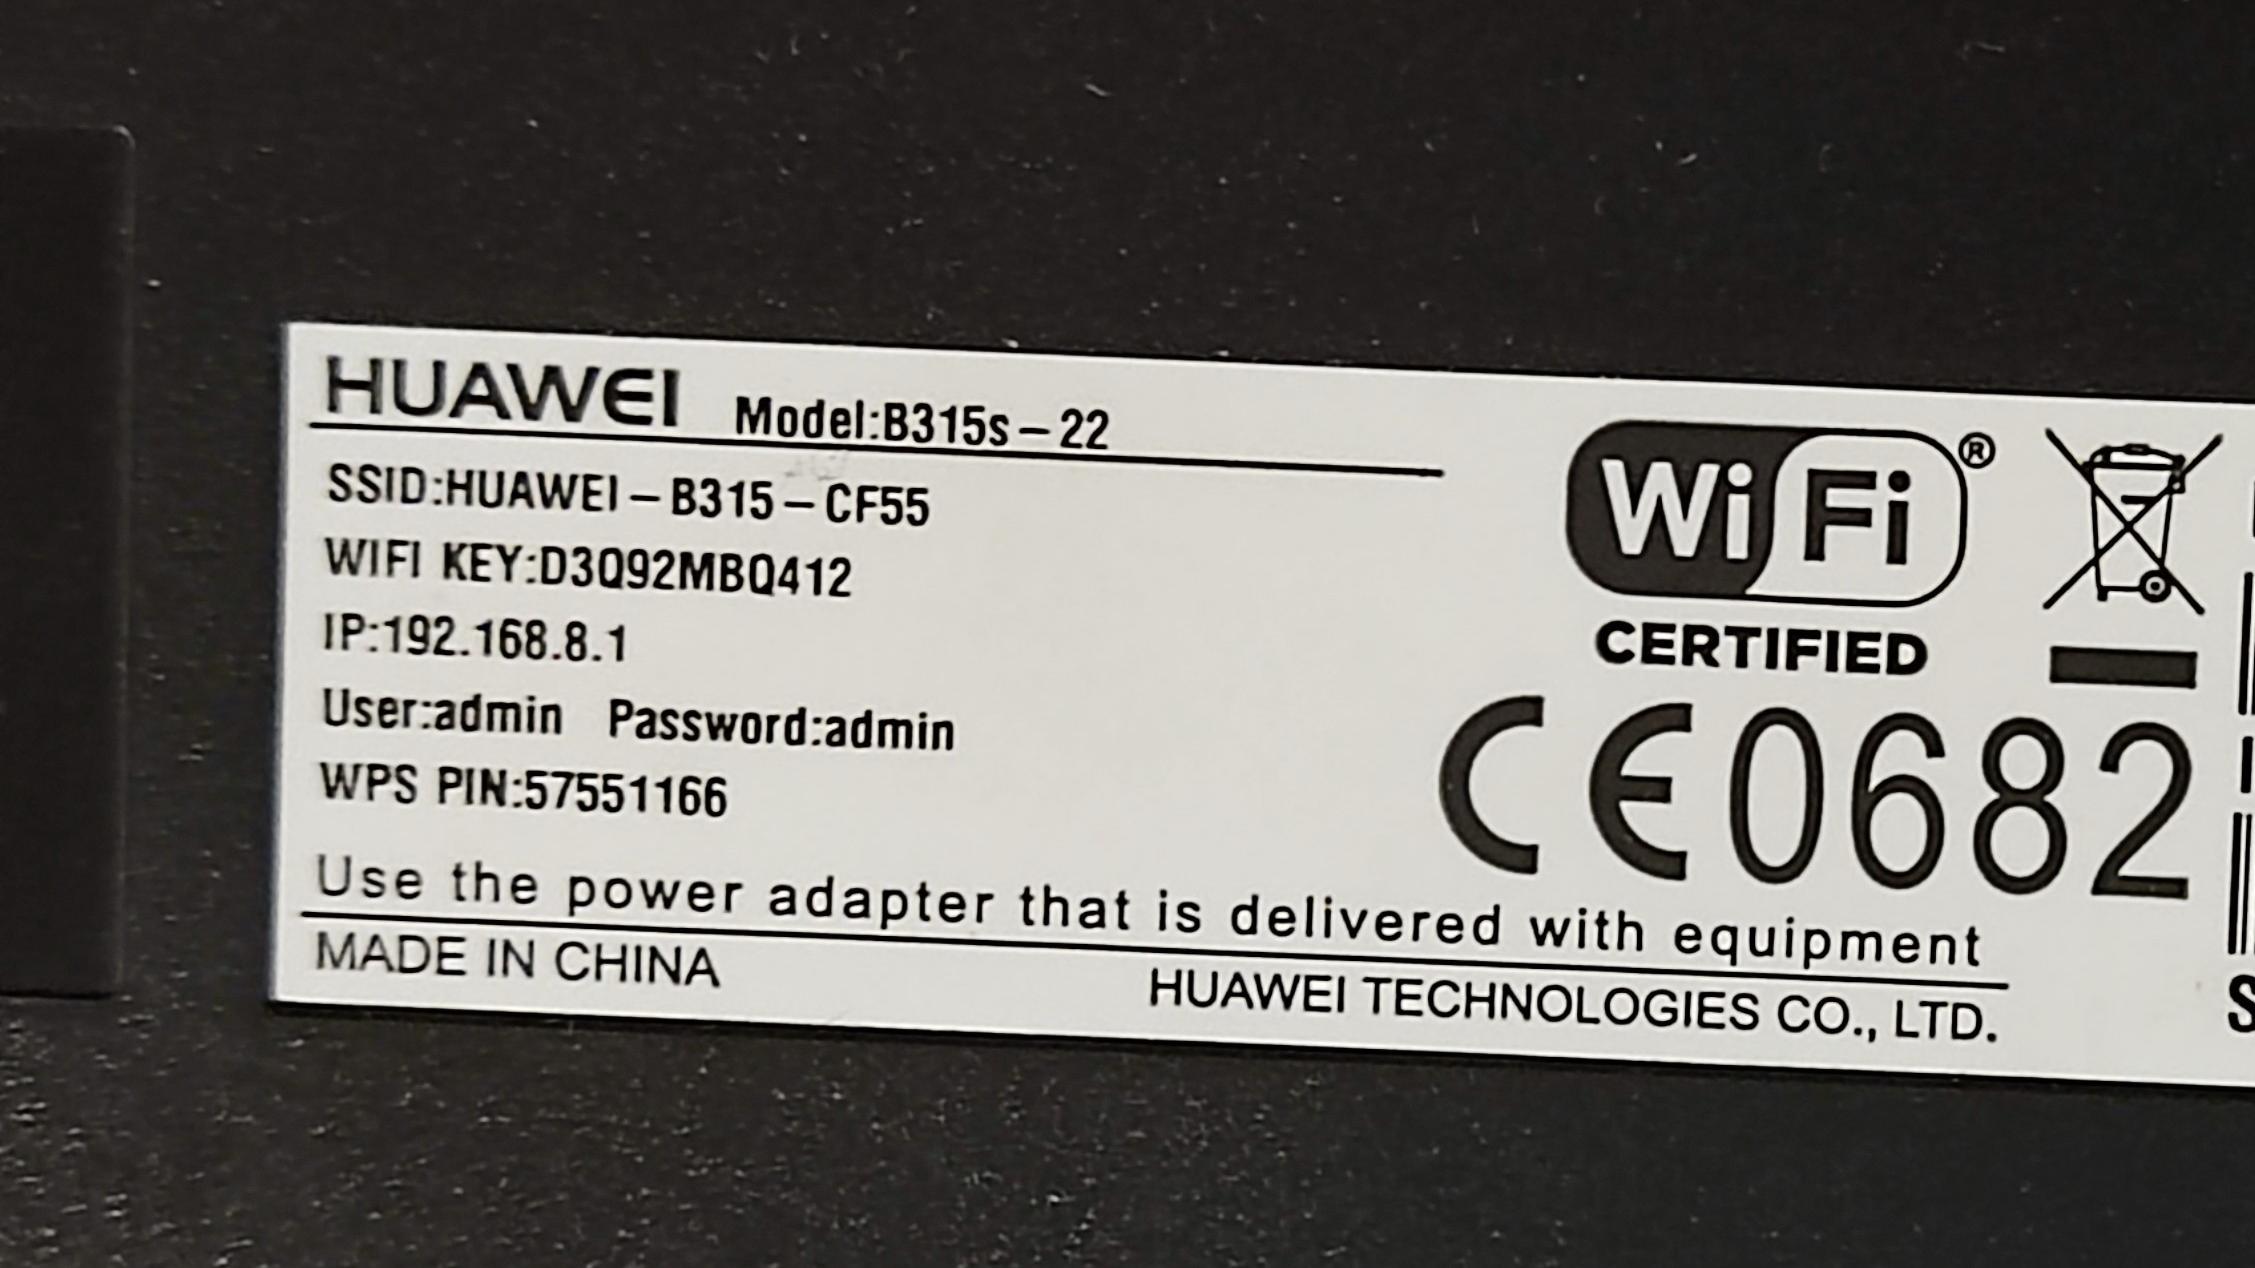 HUAWEI Model:B315s-22
SSID:HUAWEI-B315-CF55
WIFI KEY:D3Q92MBQ412
IP:192.168.8.1
User:admin Password:admin
WPS PIN:57551166
Use the power adapter that is delivered with equipment
MADE IN CHINA
HUAWEI TECHNOLOGIES CO., LTD.
WiFi®
CERTIFIED
CE0682
S